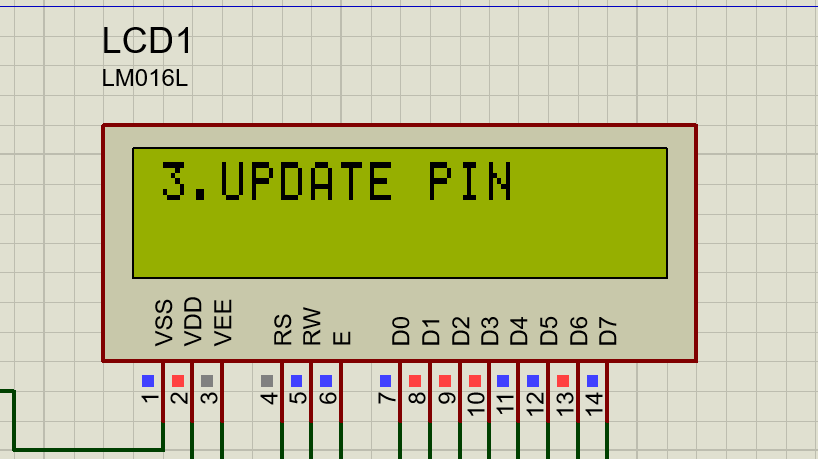 LCD1
LM016L
3.UPDATE PIN
VSS VDD VEE RS RW E D0 D1 D2 D3 D4 D5 D6 D7
1 2 3 4 5 6 7 8 9 10 11 12 13 14